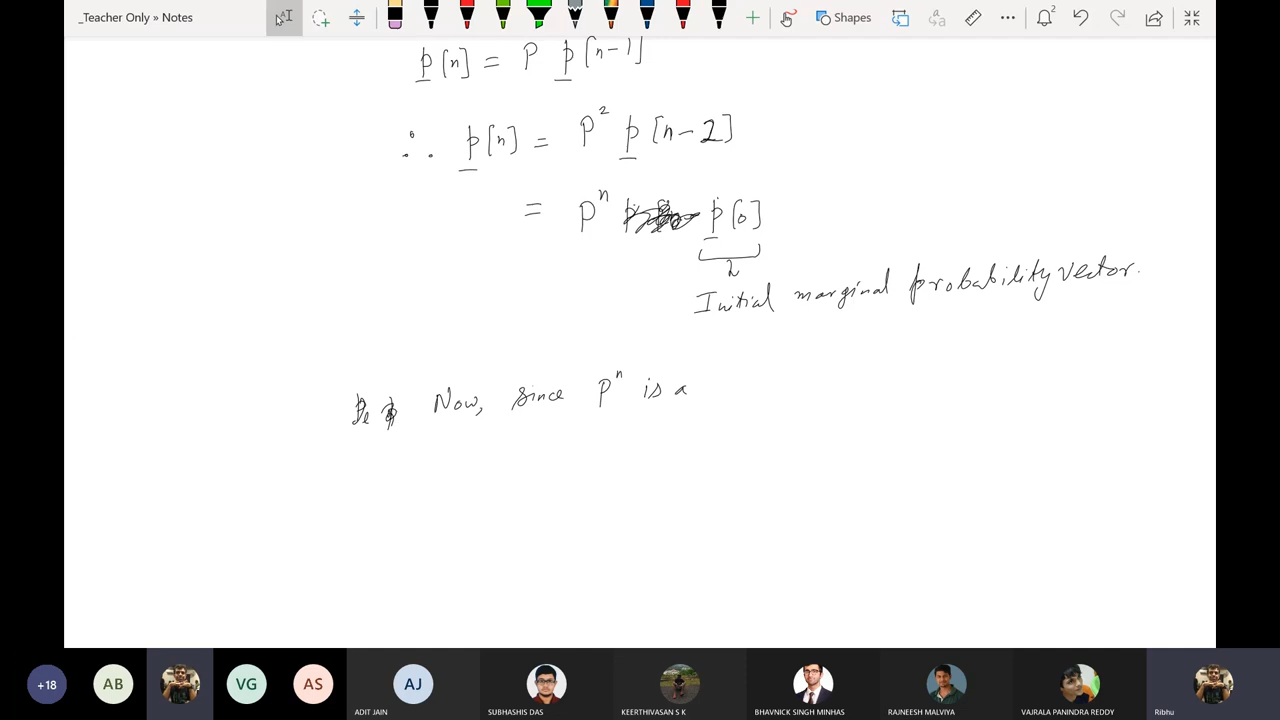 _Teacher Only » Notes
Shapes
p[n] = P p[n-1]
∴ p[n] = P² p[n-2]
= Pⁿ p[0]
Initial marginal probability vector.
Now, since Pⁿ is a
+18
AB
VG
AS
AJ
ADIT JAIN
SUBHASHIS DAS
KEERTHIVASAN S K
BHAVNICK SINGH MINHAS
RAJNEESH MALVIYA
VAJRALA PANINDRA REDDY
Ribhu